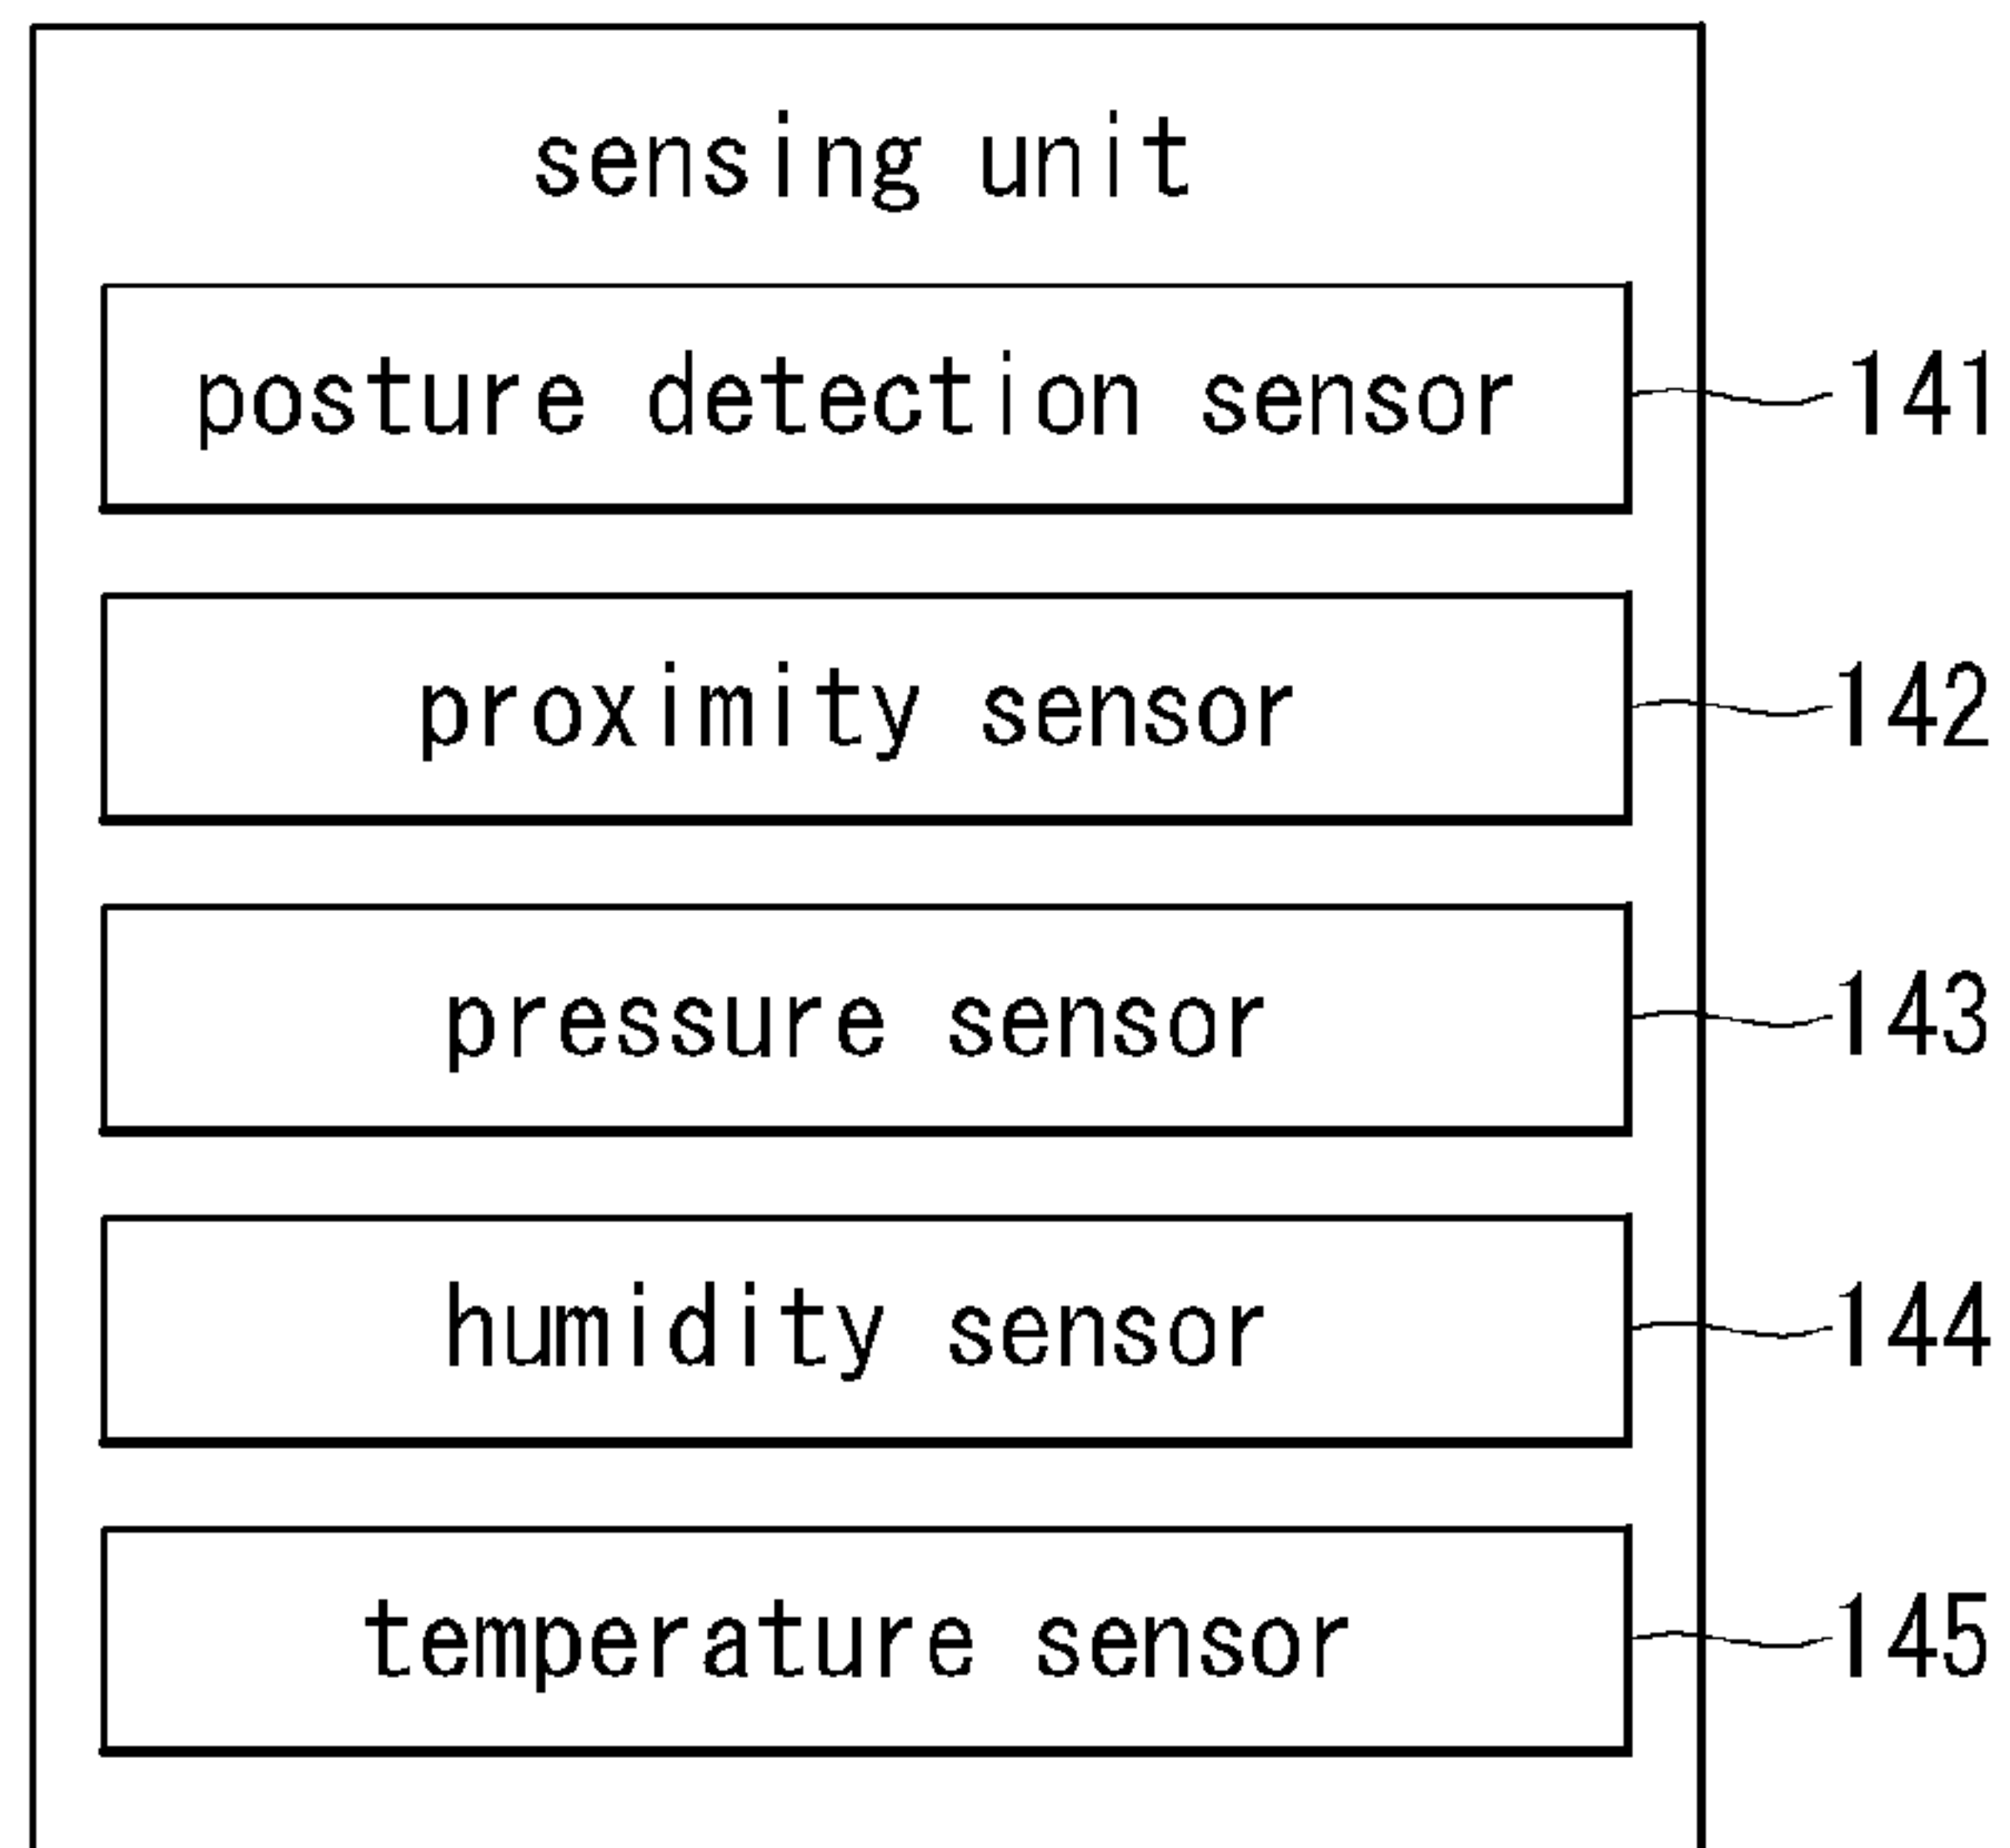 sensing unit
posture detection sensor 141
proximity sensor 142
pressure sensor 143
humidity sensor 144
temperature sensor 145